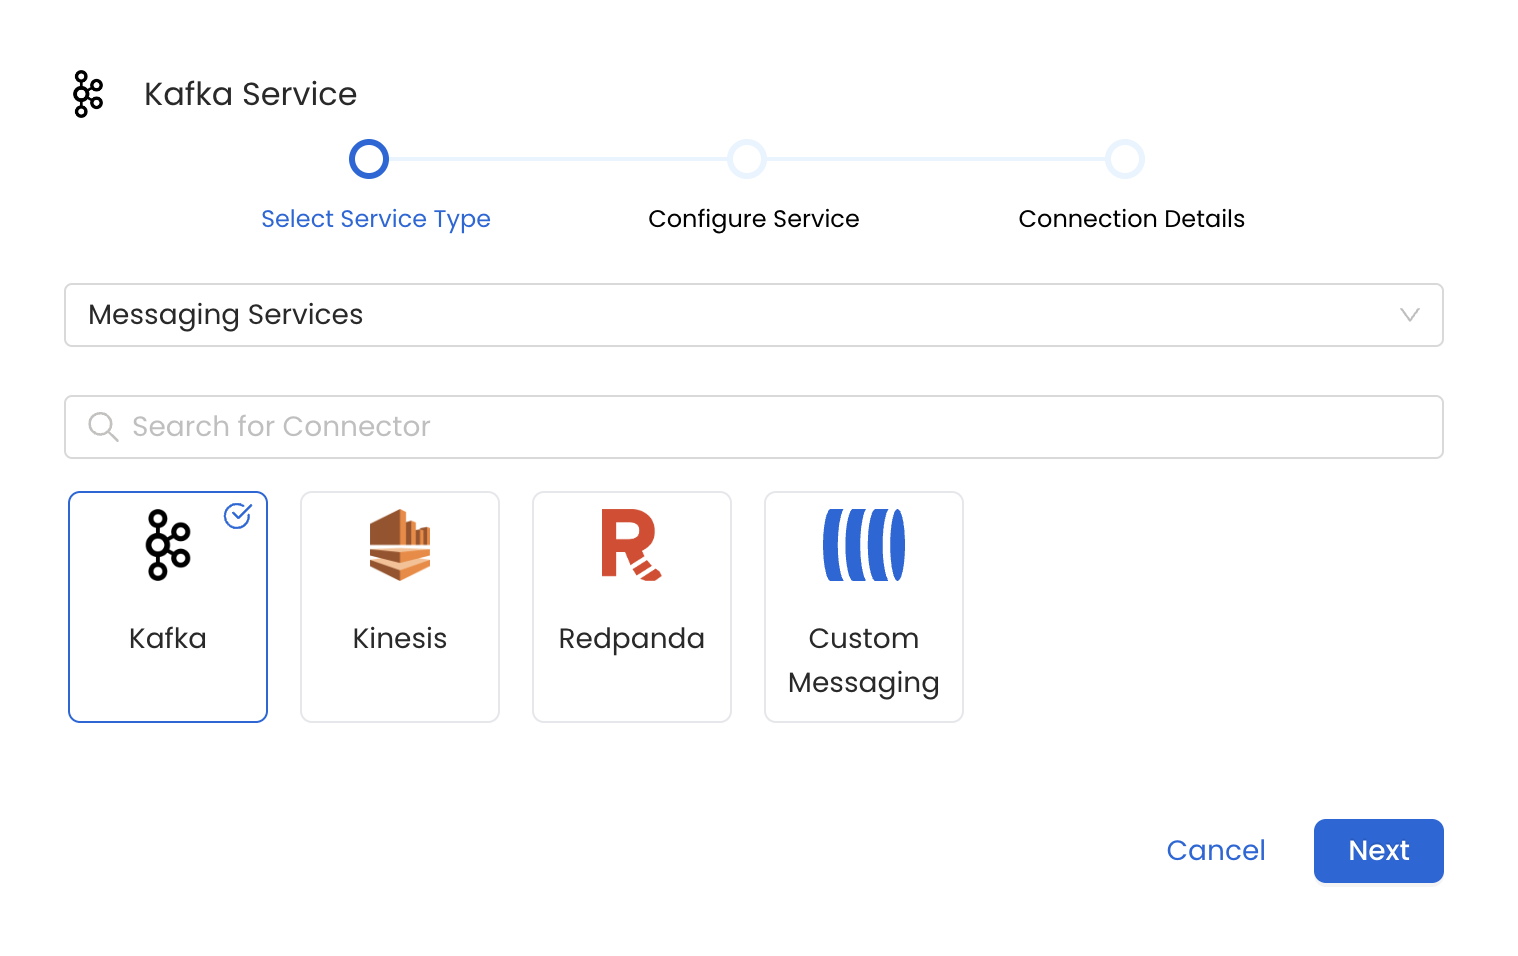 Kafka Service
Select Service Type
Configure Service
Connection Details
Messaging Services
Search for Connector
Kafka
Kinesis
Redpanda
Custom
Messaging
Cancel
Next